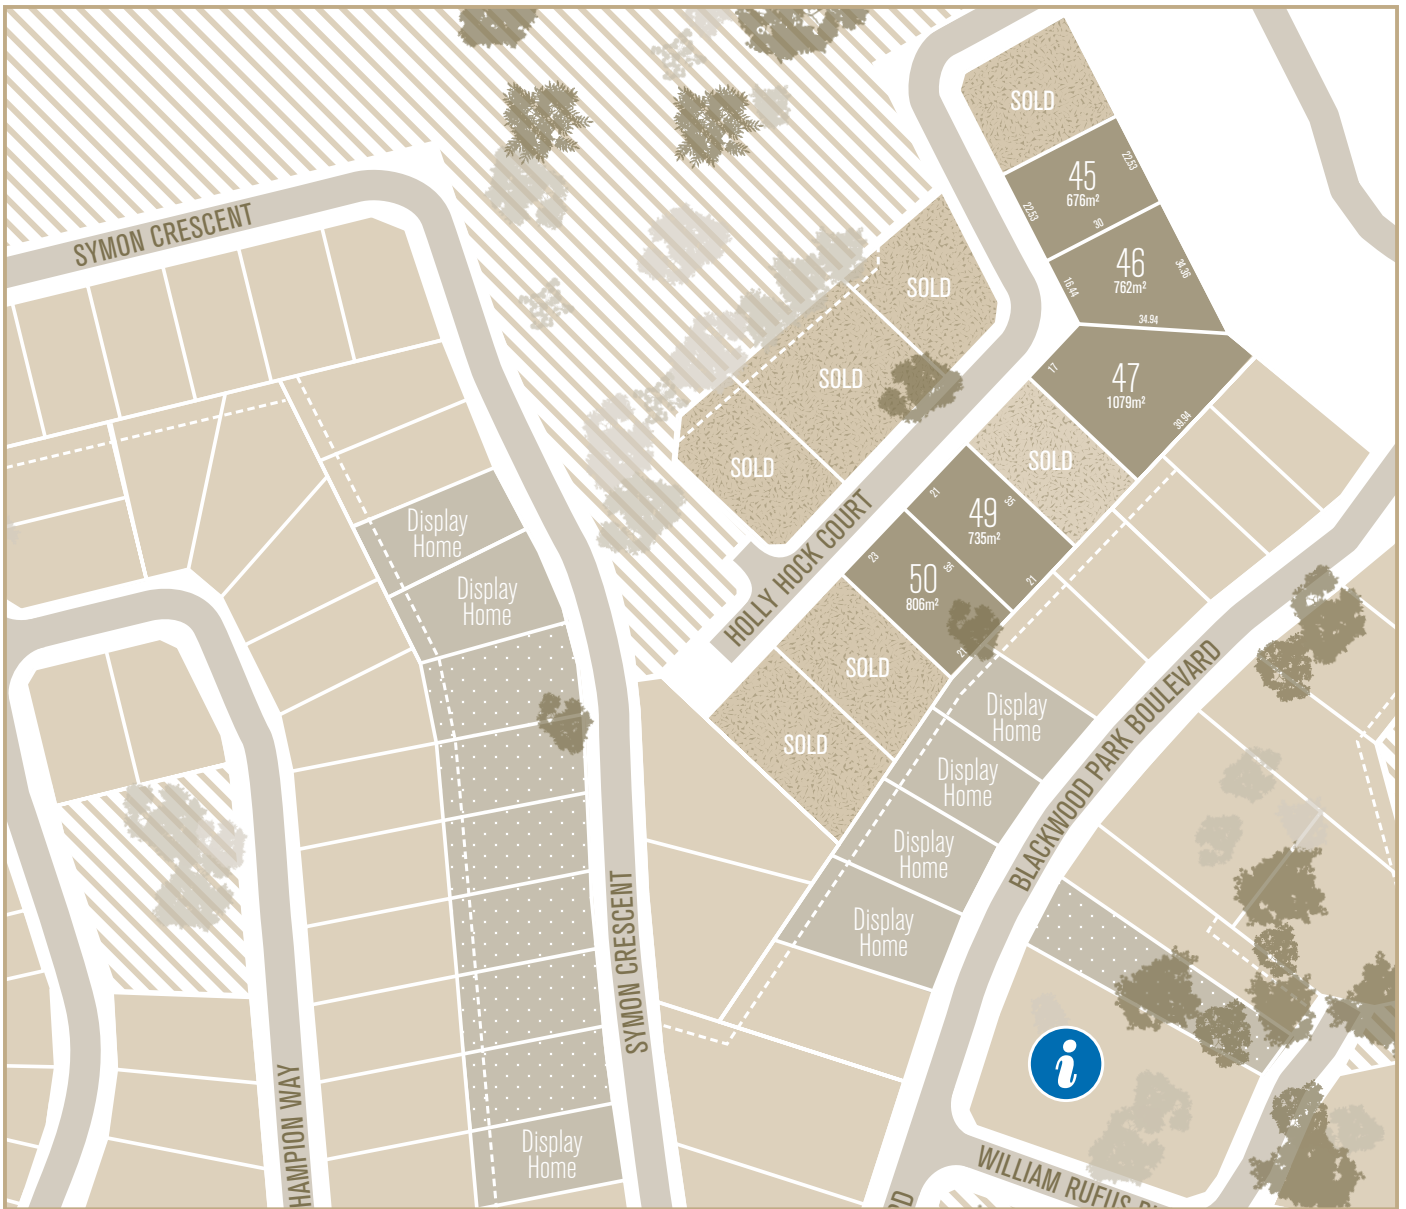 SOLD
45
676m²
22.53
22.53
30
46
762m²
16.44
34.36
34.94
47
1079m²
17
39.94
SYMON CRESCENT
SOLD
SOLD
SOLD
SOLD
49
735m²
21
35
21
50
806m²
23
35
21
HOLLY HOCK COURT
SOLD
SOLD
Display
Home
Display
Home
Display
Home
Display
Home
Display
Home
Display
Home
BLACKWOOD PARK BOULEVARD
SYMON CRESCENT
HAMPION WAY
Display
Home
i
WILLIAM RUFUS
RD